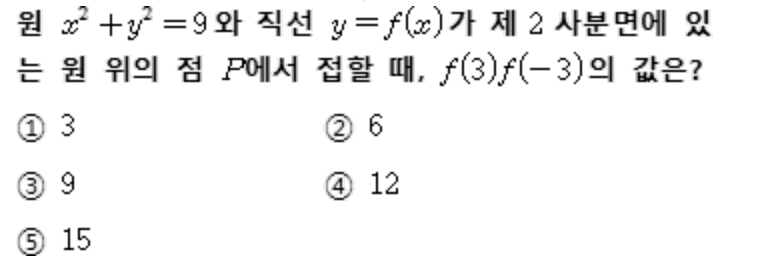 원 x²+y²=9와 직선 y=f(x)가 제 2 사분면에 있
는 원 위의 점 P에서 접할 때, f(3)f(−3)의 값은?
① 3 ② 6
③ 9 ④ 12
⑤ 15